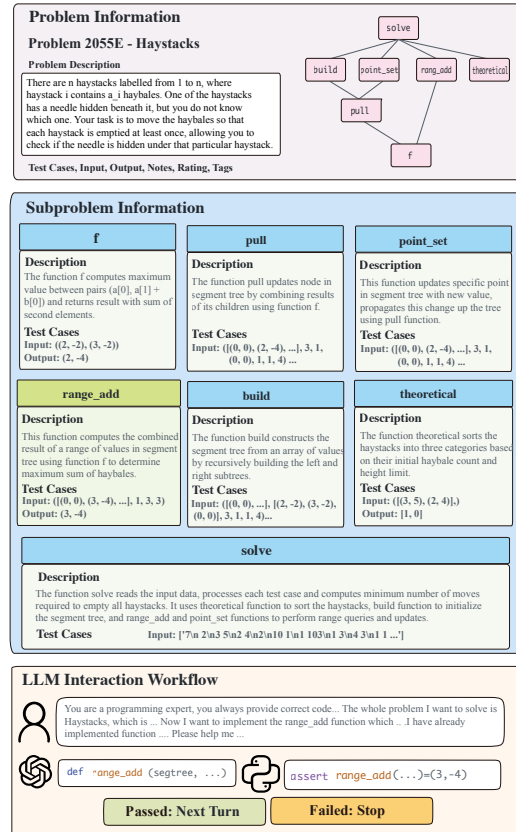 Problem Information
Problem 2055E - Haystacks
Problem Description
There are n haystacks labelled from 1 to n, where
haystack i contains a_i haybales. One of the haystacks
has a needle hidden beneath it, but you do not know
which one. Your task is to move the haybales so that
each haystack is emptied at least once, allowing you to
check if the needle is hidden under that particular haystack.
Test Cases, Input, Output, Notes, Rating, Tags
solve
build
point_set
rang_add
theoretical
pull
f
Subproblem Information
f
Description
The function f computes maximum
value between pairs (a[0], a[1] +
b[0]) and returns result with sum of
second elements.
Test Cases
Input: ((2, -2), (3, -2))
Output: (2, -4)
pull
Description
The function pull updates node in
segment tree by combining results
of its children using function f.
Test Cases
Input: ([(0, 0), (2, -4), ...], 3, 1,
(0, 0), 1, 1, 4) ...
point_set
Description
This function updates specific point
in segment tree with new value,
propagates this change up the tree
using pull function.
Test Cases
Input: ([(0, 0), (2, -4), ...], 3, 1,
(0, 0), 1, 1, 4) ...
range_add
Description
This function computes the combined
result of a range of values in segment
tree using function f to determine
maximum sum of haybales.
Test Cases
Input: ([(0, 0), (3, -4), ...], 1, 3, 3)
Output: (3, -4)
build
Description
The function build constructs the
segment tree from an array of values
by recursively building the left and
right subtrees.
Test Cases
Input: ([(0, 0), ...], [(2, -2), (3, -2),
(0, 0)], 3, 1, 1, 4)...
theoretical
Description
The function theoretical sorts the
haystacks into three categories based
on their initial haybale count and
height limit.
Test Cases
Input: ([(3, 5), (2, 4)],)
Output: [1, 0]
solve
Description
The function solve reads the input data, processes each test case and computes minimum number of moves
required to empty all haystacks. It uses theoretical function to sort the haystacks, build function to initialize
the segment tree, and range_add and point_set functions to perform range queries and updates.
Test Cases Input: ['7\n 2\n3 5\n2 4\n2\n10 1\n1 103\n1 3\n4 3\n1 1 ...']
LLM Interaction Workflow
You are a programming expert, you always provide correct code... The whole problem I want to solve is
Haystacks, which is ... Now I want to implement the range_add function which .. .I have already
implemented function .... Please help me ...
def range_add (segtree, ...)
assert range_add(...)=(3,-4)
Passed: Next Turn
Failed: Stop